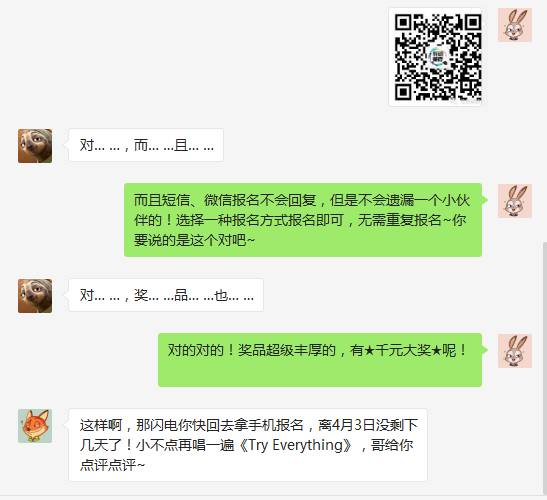 对... ...，而... ...且... ...
而且短信、微信报名不会回复，但是不会遗漏一个小伙
伴的！选择一种报名方式报名即可，无需重复报名~你
要说的是这个对吧~
对... ...，奖... ...品... ...也... ...
对的对的！奖品超级丰厚的，有★千元大奖★呢！
这样啊，那闪电你快回去拿手机报名，离4月3日没剩下
几天了！小不点再唱一遍《Try Everything》，哥给你
点评点评~